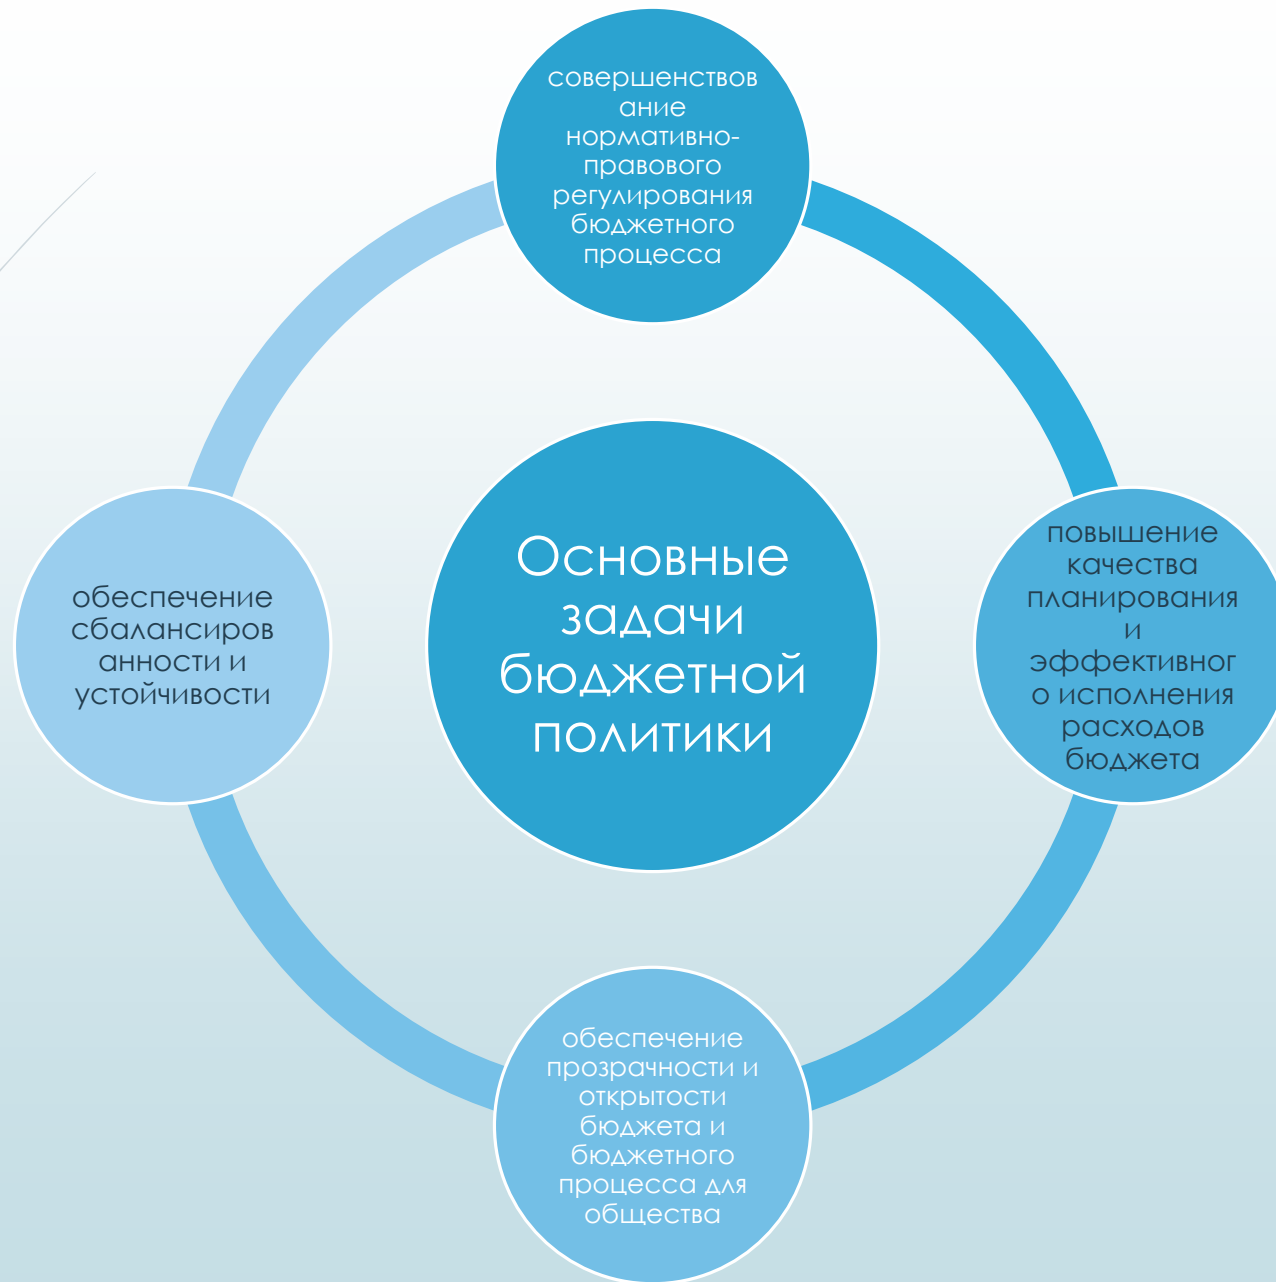 совершенствов
ание
нормативно-
правового
регулирования
бюджетного
процесса
Основные
задачи
бюджетной
политики
повышение
качества
планирования
и
эффективног
о исполнения
расходов
бюджета
обеспечение
прозрачности и
открытости
бюджета и
бюджетного
процесса для
общества
обеспечение
сбалансиров
анности и
устойчивости